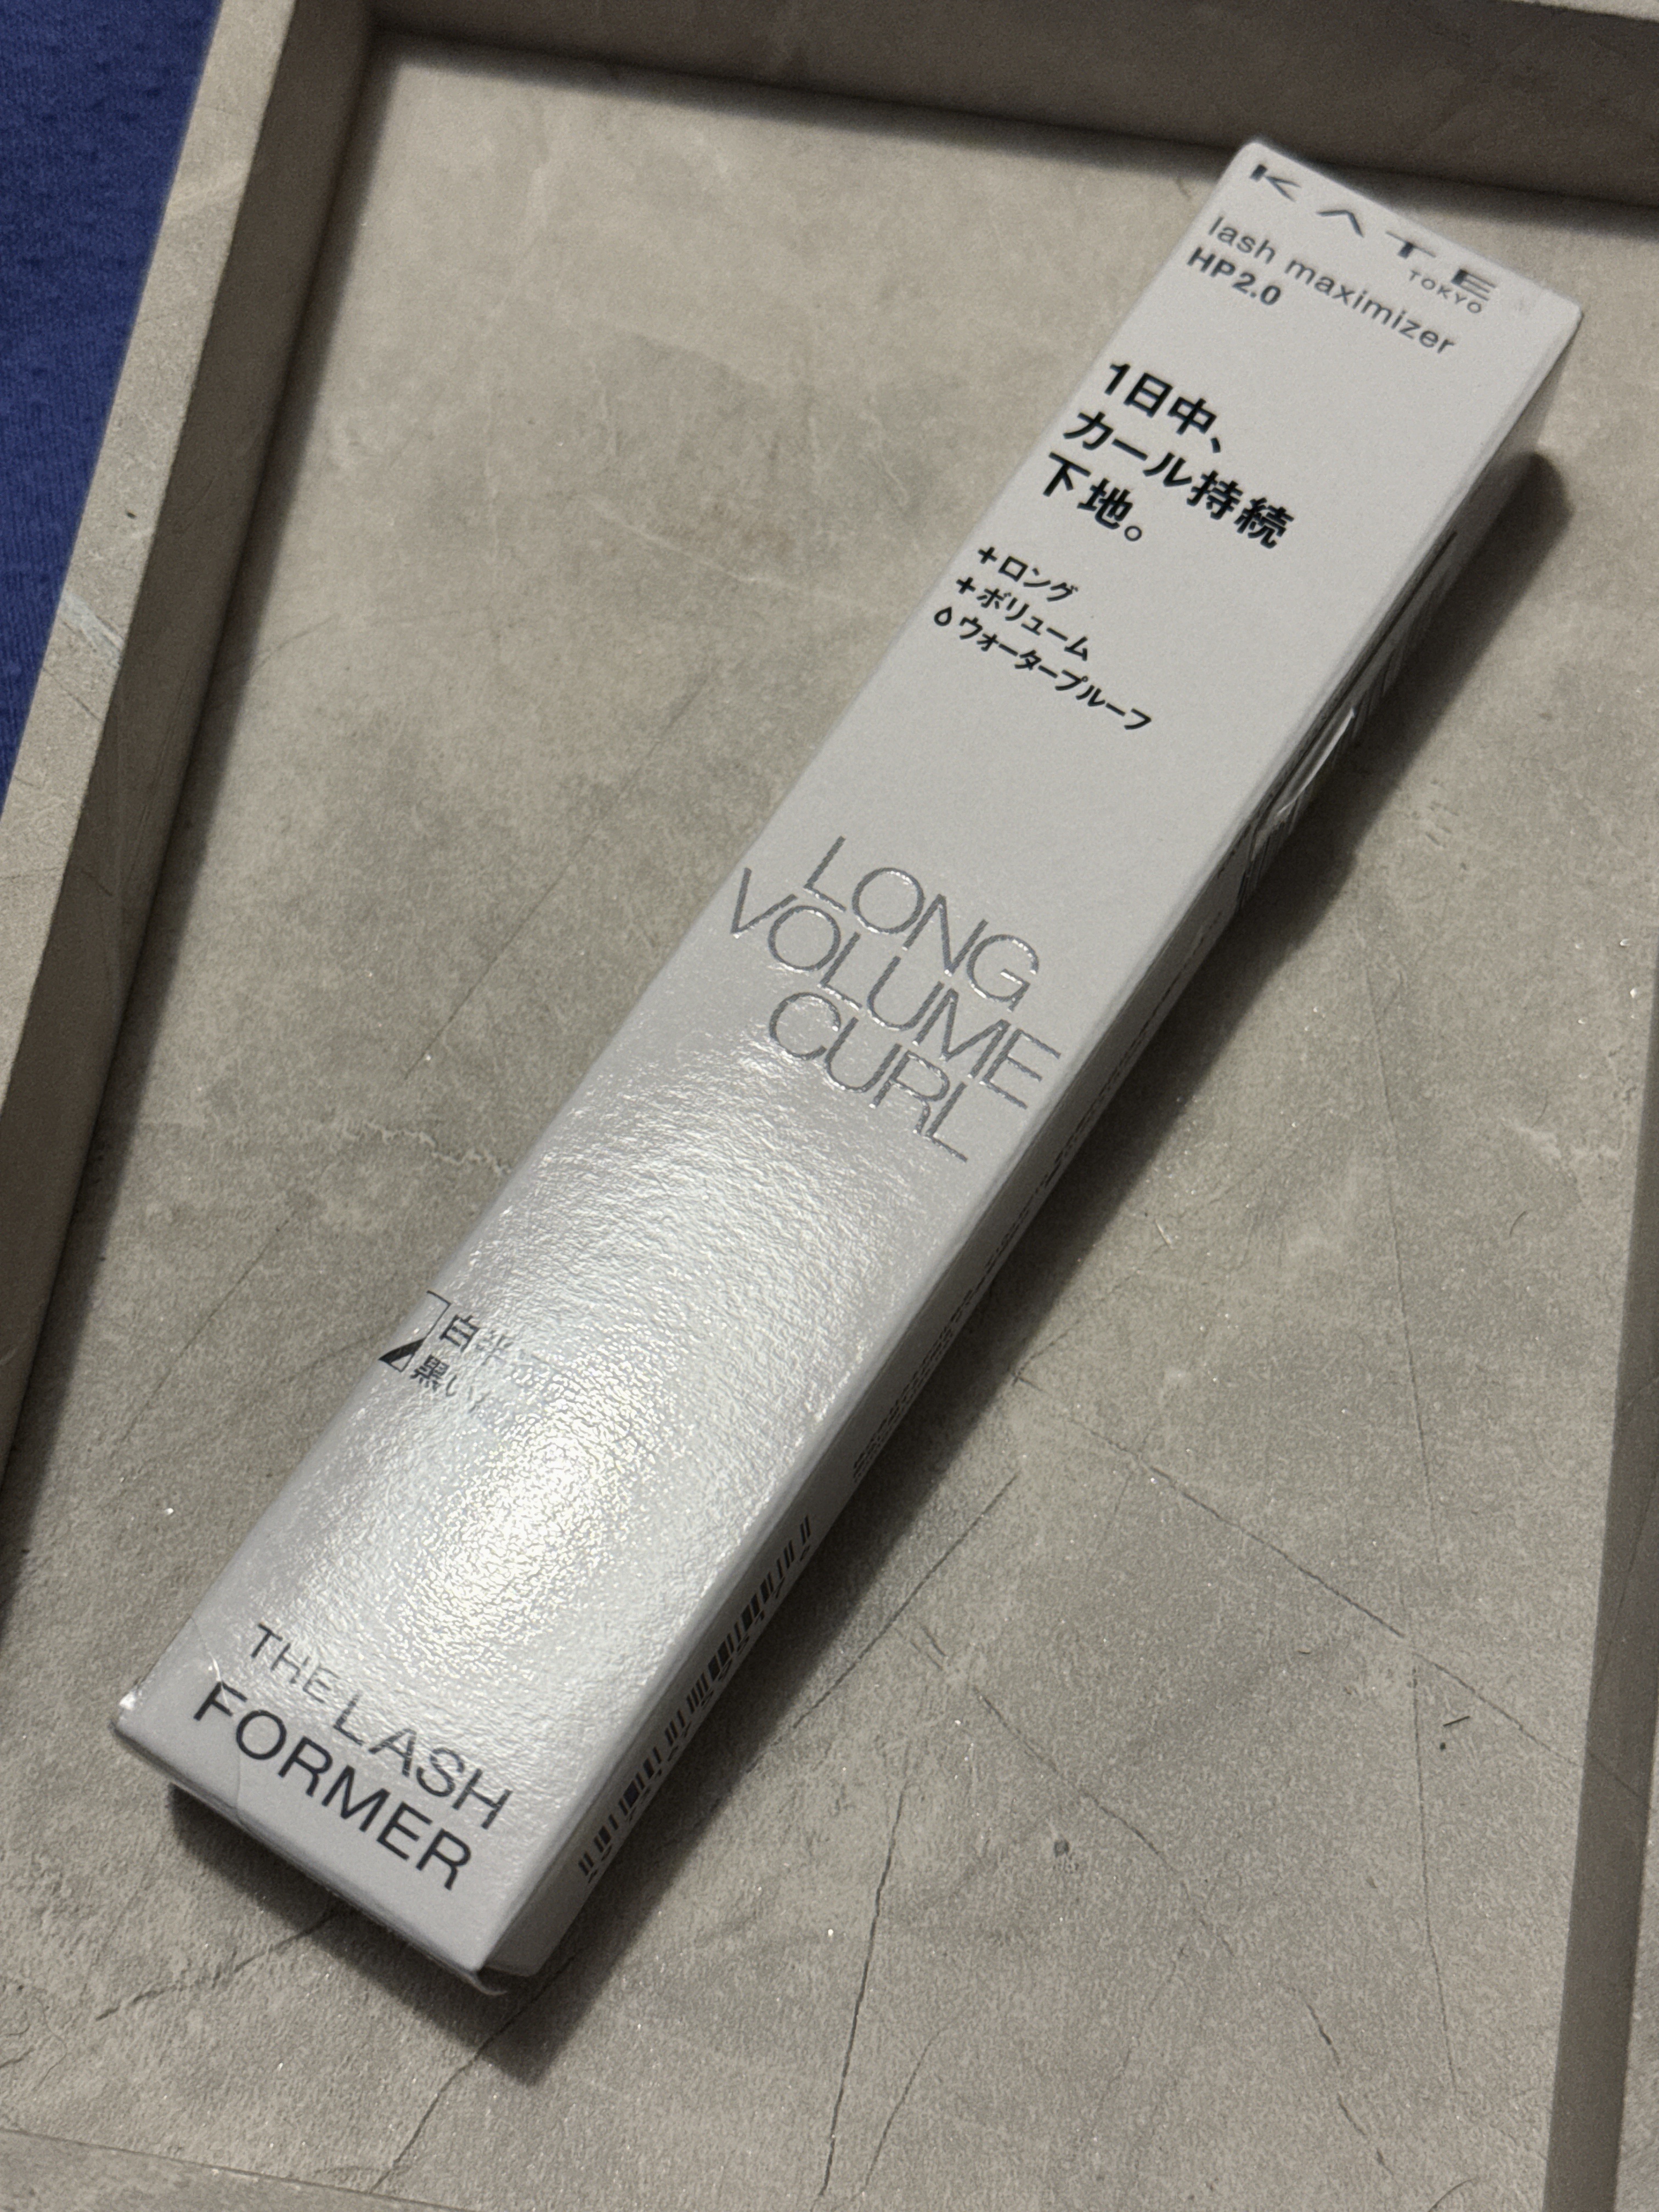 KATE
TOKYO
lash maximizer
HP2.0
1日中、
カール持続
下地。
+ロング
+ボリューム
ウォータープルーフ
LONG
VOLUME
CURL
白
黒い
THE LASH
FORMER